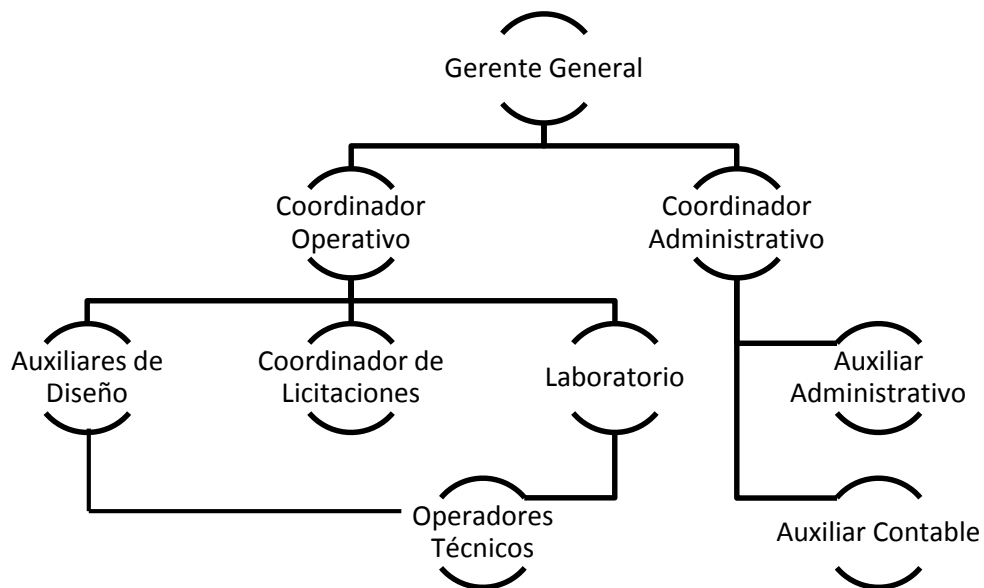 Gerente General
Coordinador
Operativo
Coordinador
Administrativo
Auxiliares de
Diseño
Coordinador de
Licitaciones
Laboratorio
Auxiliar
Administrativo
Operadores
Técnicos
Auxiliar Contable